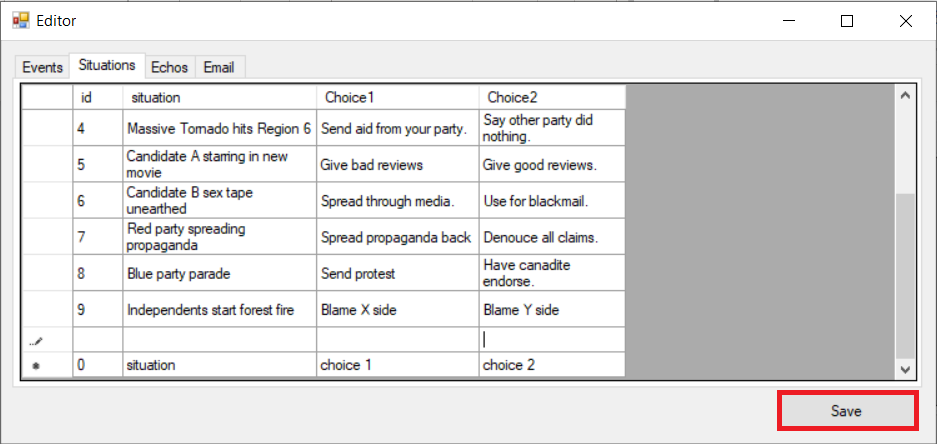 Editor
Events Situations Echos Email
id situation Choice1 Choice2
4 Massive Tornado hits Region 6 Send aid from your party. Say other party did
nothing.
5 Candidate A starring in new
movie Give bad reviews Give good reviews.
6 Candidate B sex tape
unearthed Spread through media. Use for blackmail.
7 Red party spreading
propaganda Spread propaganda back Denouce all claims.
8 Blue party parade Send protest Have canadite
endorse.
9 Independents start forest fire Blame X side Blame Y side
0 situation choice 1 choice 2
Save